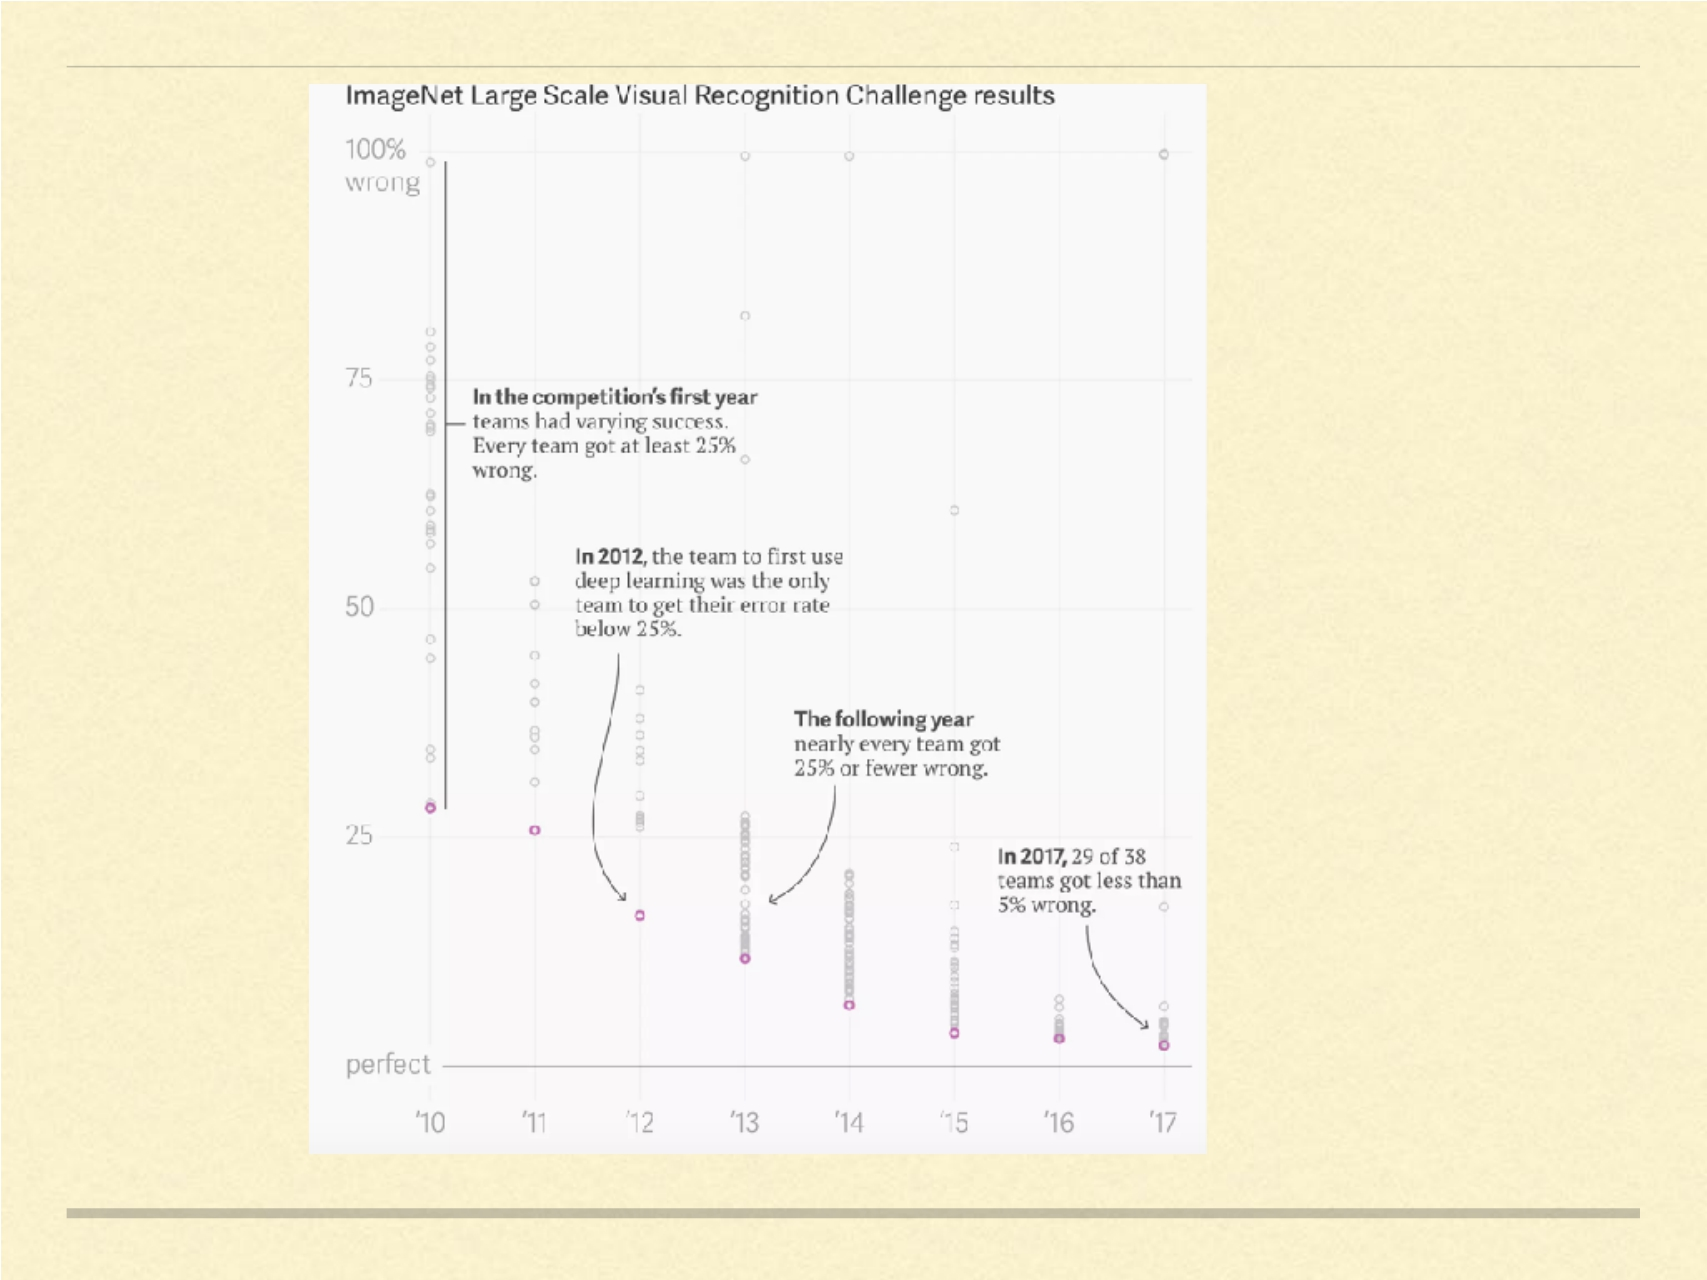 ImageNet Large Scale Visual Recognition Challenge results
100%
wrong
75
In the competition's first year
teams had varying success.
Every team got at least 25%
wrong.
In 2012, the team to first use
deep learning was the only
team to get their error rate
below 25%.
50
The following year
nearly every team got
25% or fewer wrong.
25
In 2017, 29 of 38
teams got less than
5% wrong.
perfect
'10 '11 '12 '13 '14 '15 '16 '17